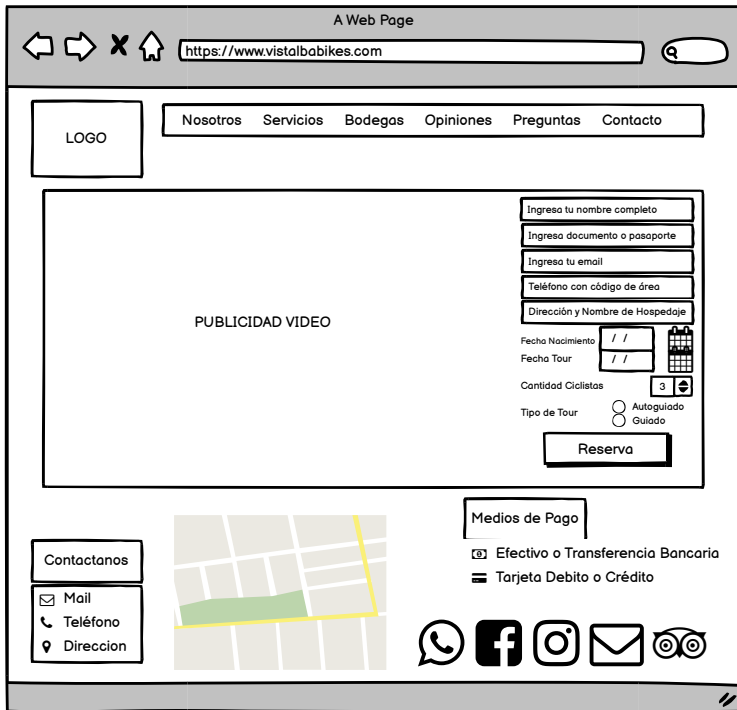 A Web Page
https://www.vistalbabikes.com
LOGO
Nosotros Servicios Bodegas Opiniones Preguntas Contacto
PUBLICIDAD VIDEO
Ingresa tu nombre completo
Ingresa documento o pasaporte
Ingresa tu email
Teléfono con código de área
Dirección y Nombre de Hospedaje
Fecha Nacimiento / /
Fecha Tour / /
Cantidad Ciclistas 3
Tipo de Tour
Autoguiado
Guiado
Reserva
Contactanos
Mail
Teléfono
Direccion
Medios de Pago
Efectivo o Transferencia Bancaria
Tarjeta Debito o Crédito